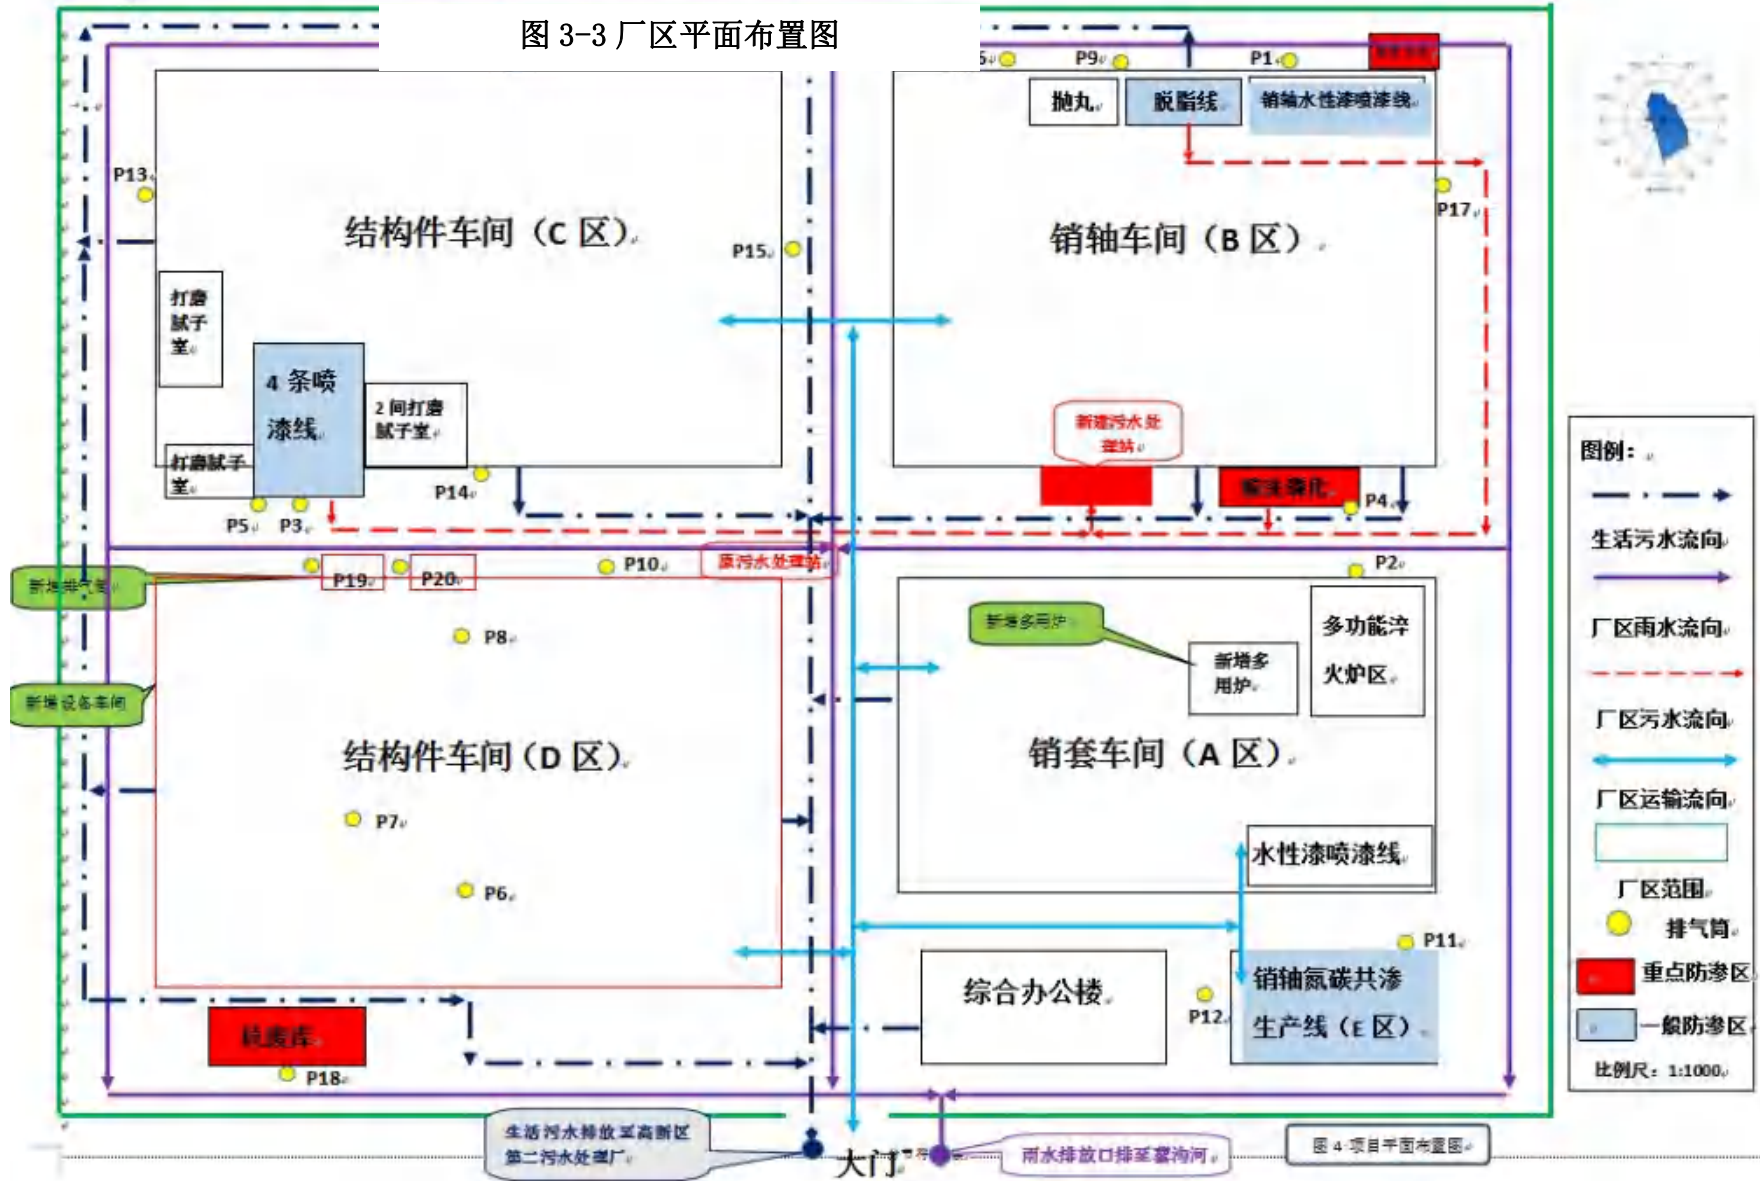 图 3-3 厂区平面布置图
P9
P1
抛丸
脱脂线
销轴水性漆喷漆线
P13
P17
结构件车间（C 区）
P15
销轴车间（B 区）
打磨
腻子
室
4 条喷
漆线
2 间打磨
腻子室
打磨腻子
室
新建污水处
理站
P14
P5
P3
P4
图例：
生活污水流向
厂区雨水流向
厂区污水流向
厂区运输流向
厂区范围
排气筒
重点防渗区
一般防渗区
比例尺：1:1000
新增排气筒
P19
P20
P10
原污水处理站
P2
P8
新增多用炉
新增多
用炉
多功能淬
火炉区
新增设备车间
结构件车间（D 区）
销套车间（A 区）
P7
P6
水性漆喷漆线
P11
综合办公楼
P12
销轴氮碳共渗
生产线（E 区）
危废库
P18
生活污水排放至高新区
第二污水处理厂
大门
图 4 项目平面布置图